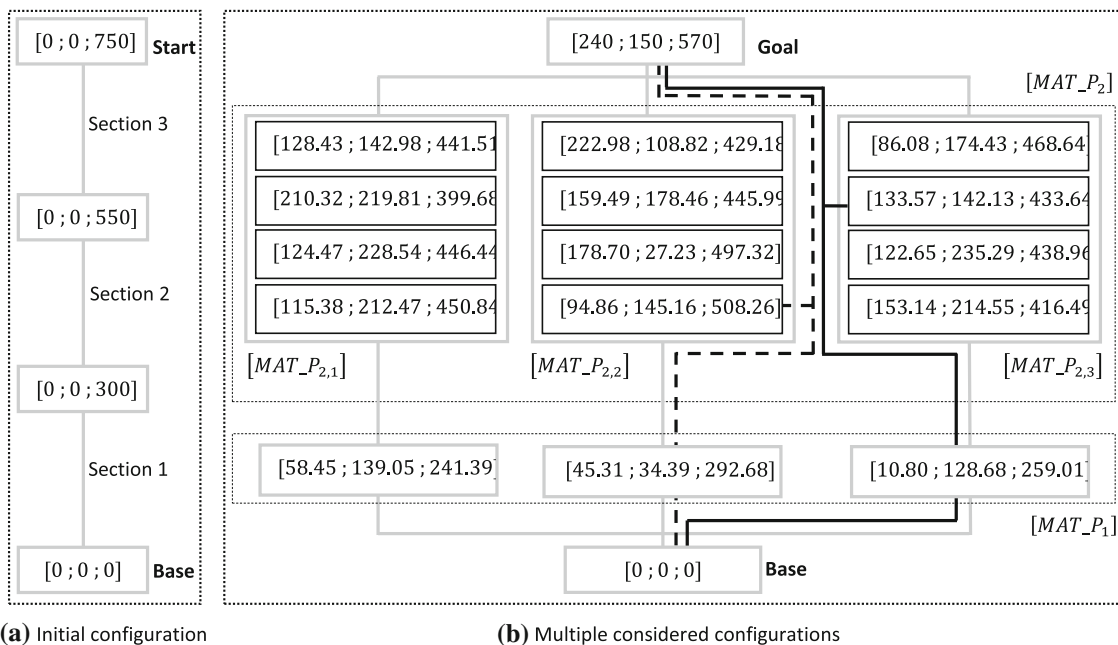 [0 ; 0 ; 750]
Start
Section 3
[0 ; 0 ; 550]
Section 2
[0 ; 0 ; 300]
Section 1
[0 ; 0 ; 0]
Base
(a) Initial configuration
[240 ; 150 ; 570]
Goal
[MAT_P2]
[128.43 ; 142.98 ; 441.51
[210.32 ; 219.81 ; 399.68
[124.47 ; 228.54 ; 446.44
[115.38 ; 212.47 ; 450.84
[MAT_P2,1]
[222.98 ; 108.82 ; 429.18
[159.49 ; 178.46 ; 445.99
[178.70 ; 27.23 ; 497.32]
[94.86 ; 145.16 ; 508.26]
[MAT_P2,2]
[86.08 ; 174.43 ; 468.64]
[133.57 ; 142.13 ; 433.64
[122.65 ; 235.29 ; 438.96
[153.14 ; 214.55 ; 416.49
[MAT_P2,3]
[58.45 ; 139.05 ; 241.39]
[45.31 ; 34.39 ; 292.68]
[10.80 ; 128.68 ; 259.01]
[MAT_P1]
[0 ; 0 ; 0]
Base
(b) Multiple considered configurations